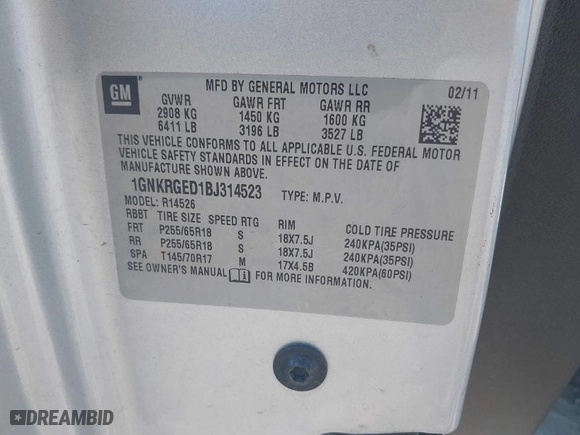 GM
MFD BY GENERAL MOTORS LLC
02/11
GVWR GAWR FRT GAWR RR
2908 KG 1450 KG 1600 KG
6411 LB 3196 LB 3527 LB
THIS VEHICLE CONFORMS TO ALL APPLICABLE U.S. FEDERAL MOTOR
VEHICLE SAFETY STANDARDS IN EFFECT ON THE DATE OF
MANUFACTURE SHOWN ABOVE.
1GNKRGED1BJ314523 TYPE: M.P.V.
MODEL: R14526
RBBT TIRE SIZE SPEED RTG RIM COLD TIRE PRESSURE
FRT P255/65R18 S 18X7.5J 240KPA(35PSI)
RR P255/65R18 S 18X7.5J 240KPA(35PSI)
SPA T145/70R17 M 17X4.5B 420KPA(60PSI)
SEE OWNER'S MANUAL FOR MORE INFORMATION.
DREAMBID